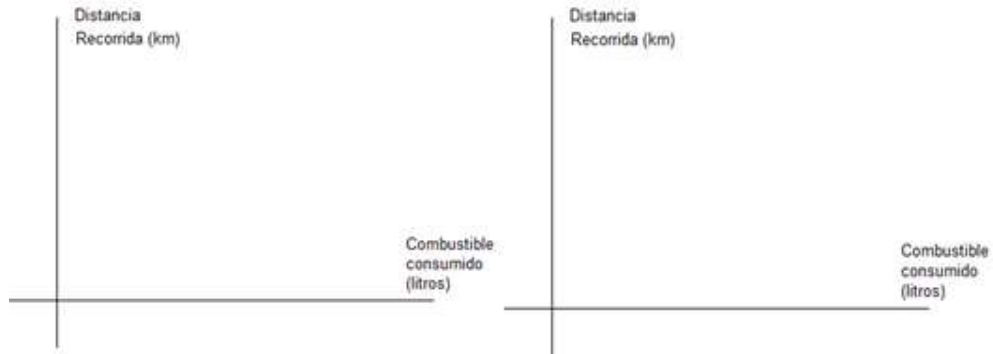 Distancia
Recorrida (km)
Combustible
consumido
(litros)
Distancia
Recorrida (km)
Combustible
consumido
(litros)